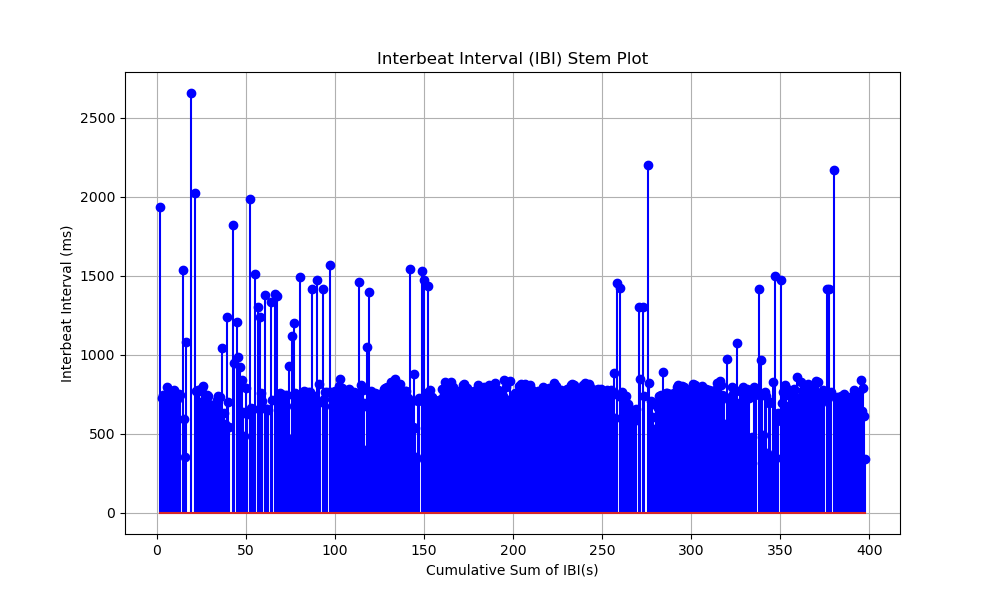 Interbeat Interval (IBI) Stem Plot
Interbeat Interval (ms)
2500
2000
1500
1000
500
0
0 50 100 150 200 250 300 350 400
Cumulative Sum of IBI(s)